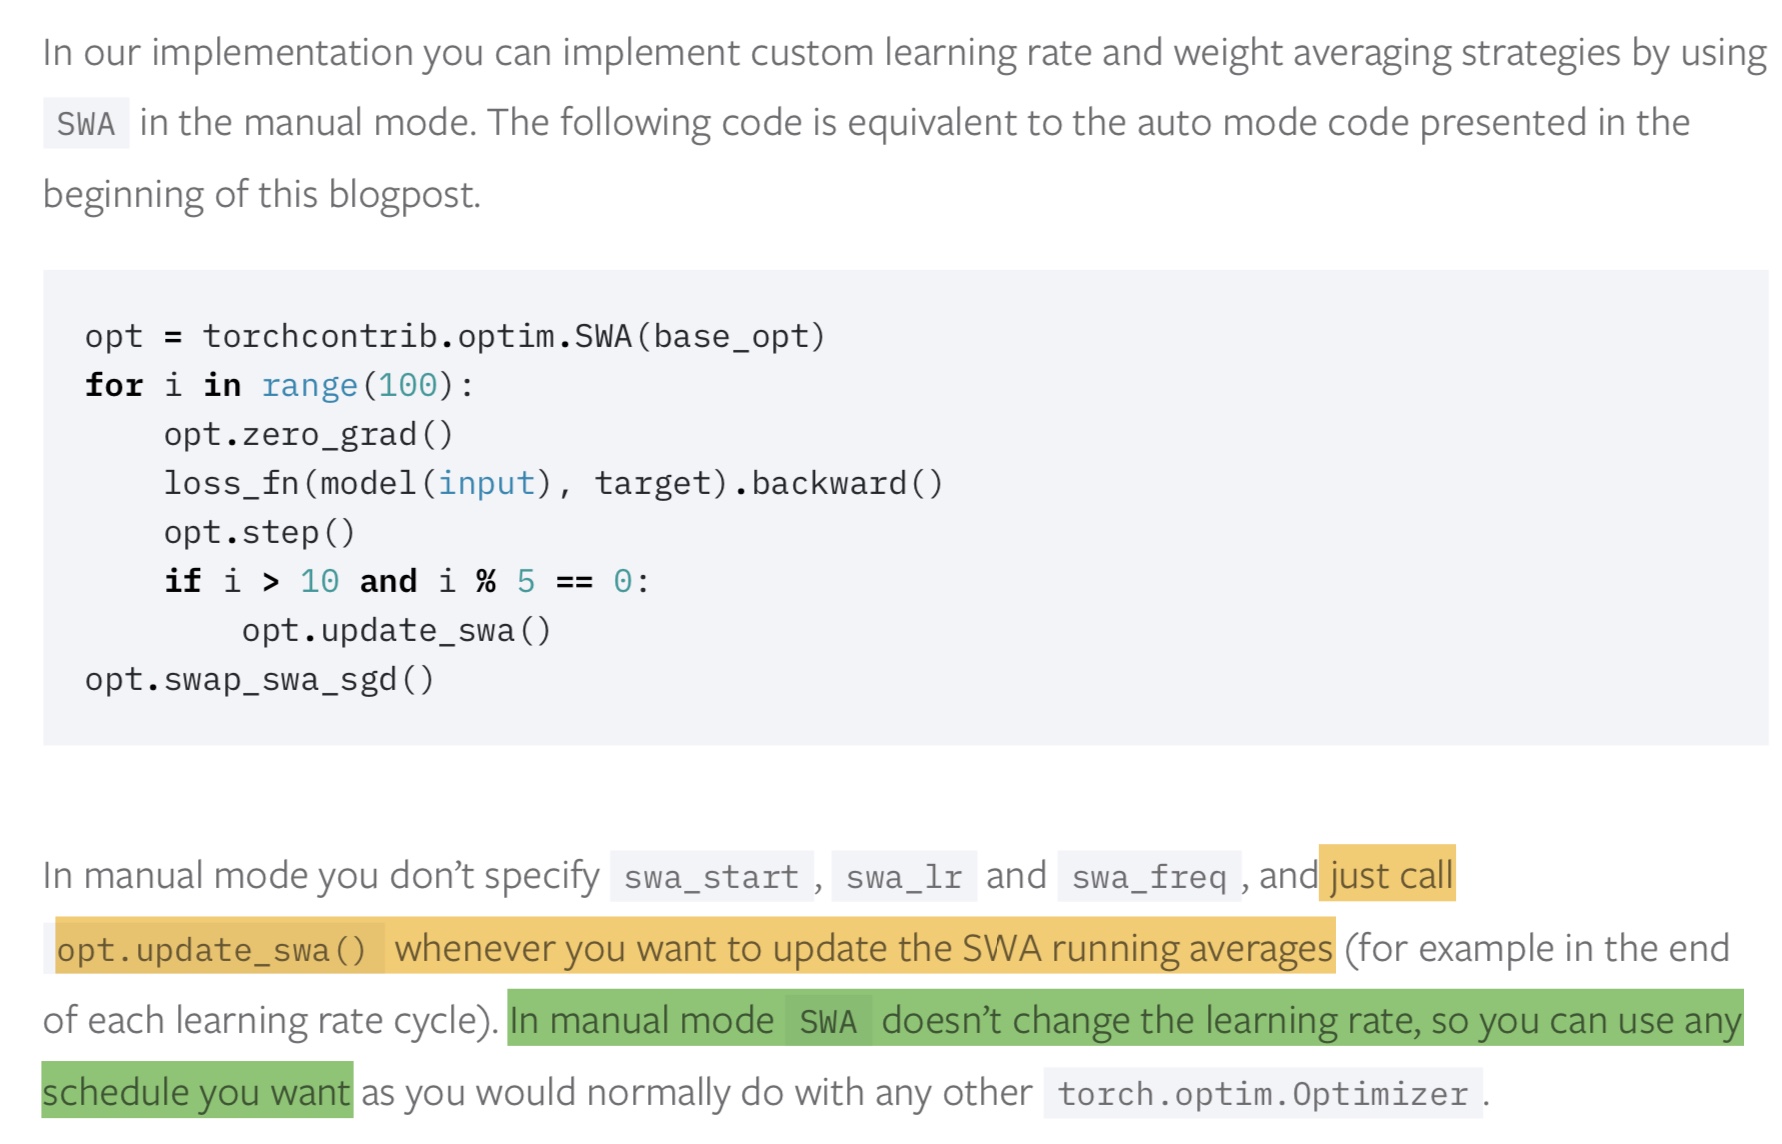 In our implementation you can implement custom learning rate and weight averaging strategies by using
SWA in the manual mode. The following code is equivalent to the auto mode code presented in the
beginning of this blogpost.
opt = torchcontrib.optim.SWA(base_opt)
for i in range(100):
    opt.zero_grad()
    loss_fn(model(input), target).backward()
    opt.step()
    if i > 10 and i % 5 == 0:
        opt.update_swa()
opt.swap_swa_sgd()
In manual mode you don’t specify swa_start, swa_lr and swa_freq, and just call
opt.update_swa() whenever you want to update the SWA running averages (for example in the end
of each learning rate cycle). In manual mode SWA doesn’t change the learning rate, so you can use any
schedule you want as you would normally do with any other torch.optim.Optimizer.